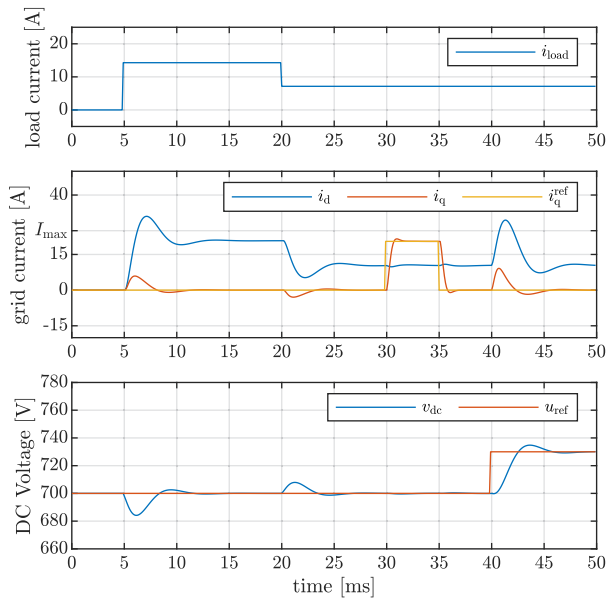 load current [A]
20
10
0
i_load
0 5 10 15 20 25 30 35 40 45 50
grid current [A]
40
I_max
15
0
-15
i_d i_q i_q^ref
0 5 10 15 20 25 30 35 40 45 50
DC Voltage [V]
780
760
740
720
700
680
660
v_dc u_ref
0 5 10 15 20 25 30 35 40 45 50
time [ms]